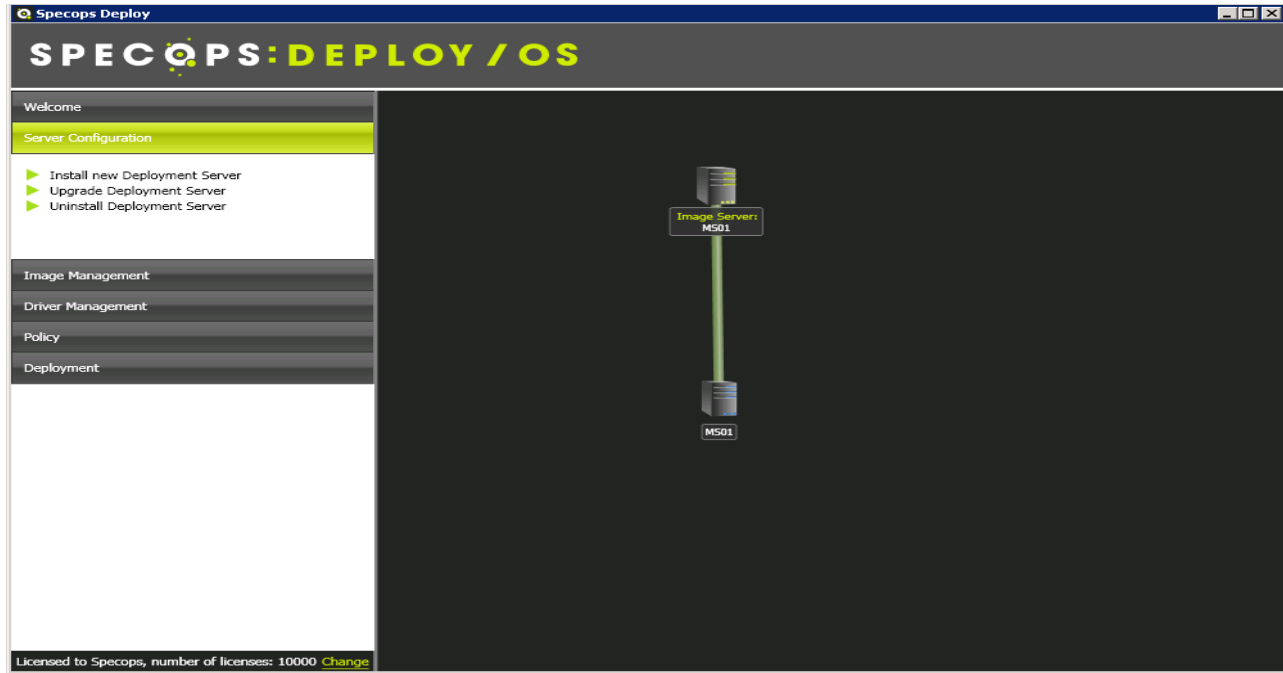 Specops Deploy
SPECOPS:DEPLOY/OS
Welcome
Server Configuration
Install new Deployment Server
Upgrade Deployment Server
Uninstall Deployment Server
Image Management
Driver Management
Policy
Deployment
Licensed to Specops, number of licenses: 10000 Change
Image Server:
MS01
MS01